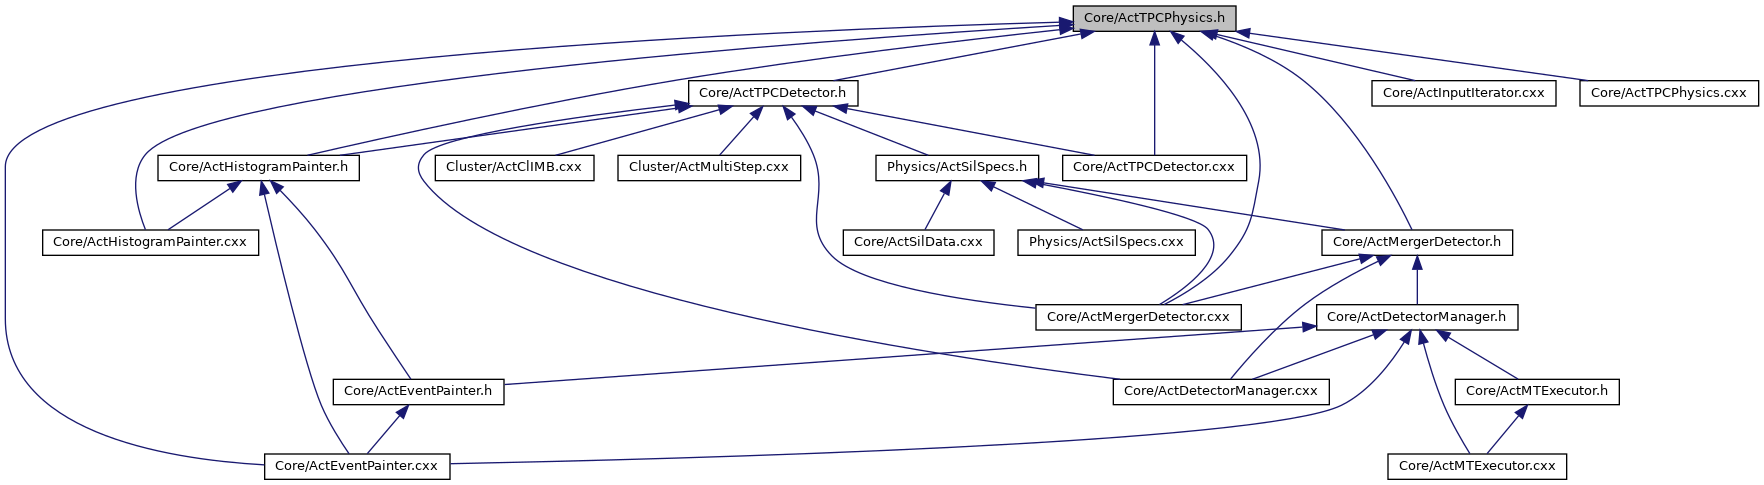 Core/ActTPCPhysics.h
Core/ActTPCDetector.h
Core/ActInputIterator.cxx
Core/ActTPCPhysics.cxx
Core/ActHistogramPainter.h
Cluster/ActClIMB.cxx
Cluster/ActMultiStep.cxx
Physics/ActSilSpecs.h
Core/ActTPCDetector.cxx
Core/ActHistogramPainter.cxx
Core/ActSilData.cxx
Physics/ActSilSpecs.cxx
Core/ActMergerDetector.h
Core/ActMergerDetector.cxx
Core/ActDetectorManager.h
Core/ActEventPainter.h
Core/ActDetectorManager.cxx
Core/ActMTExecutor.h
Core/ActEventPainter.cxx
Core/ActMTExecutor.cxx